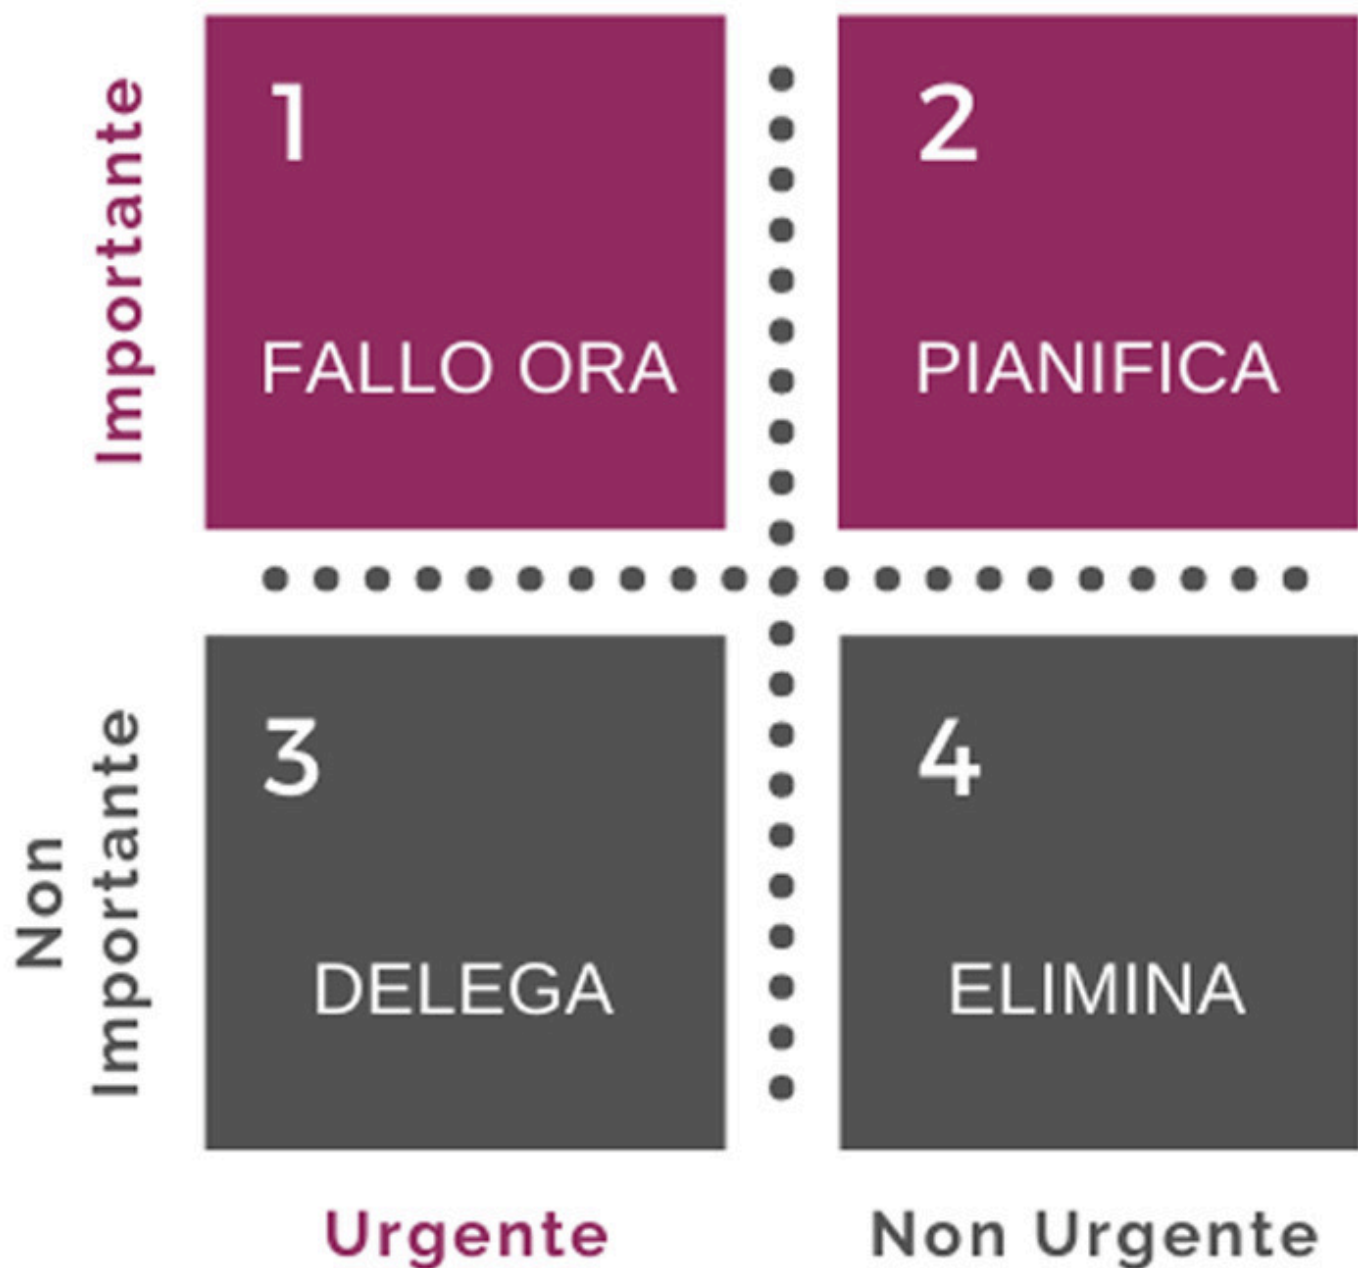 Importante
1
FALLO ORA
2
PIANIFICA
Non
Importante
3
DELEGA
4
ELIMINA
Urgente
Non Urgente